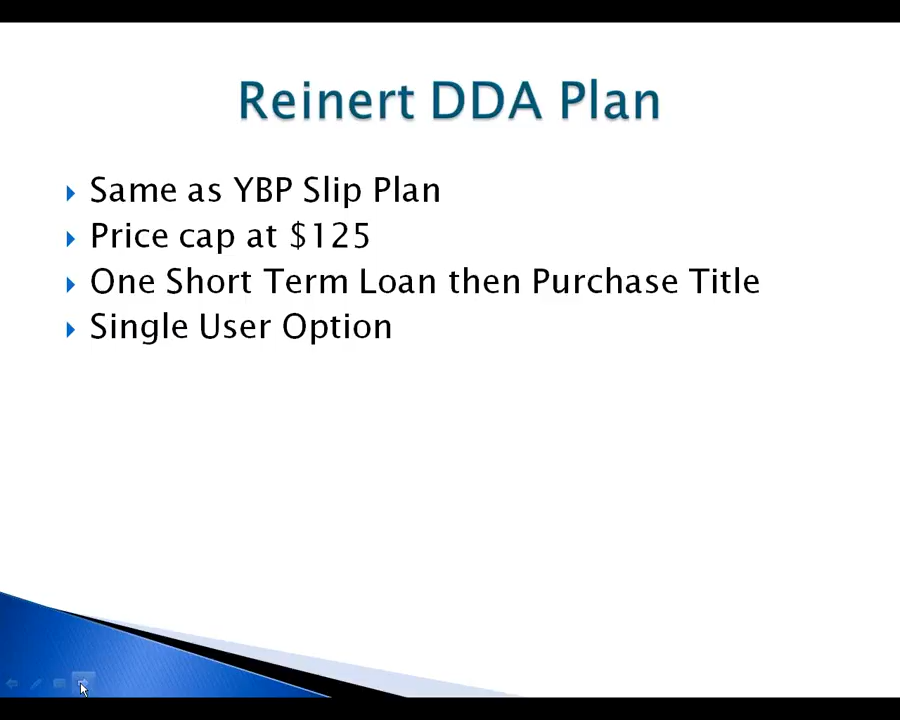 Reinert DDA Plan
Same as YBP Slip Plan
Price cap at $125
One Short Term Loan then Purchase Title
Single User Option